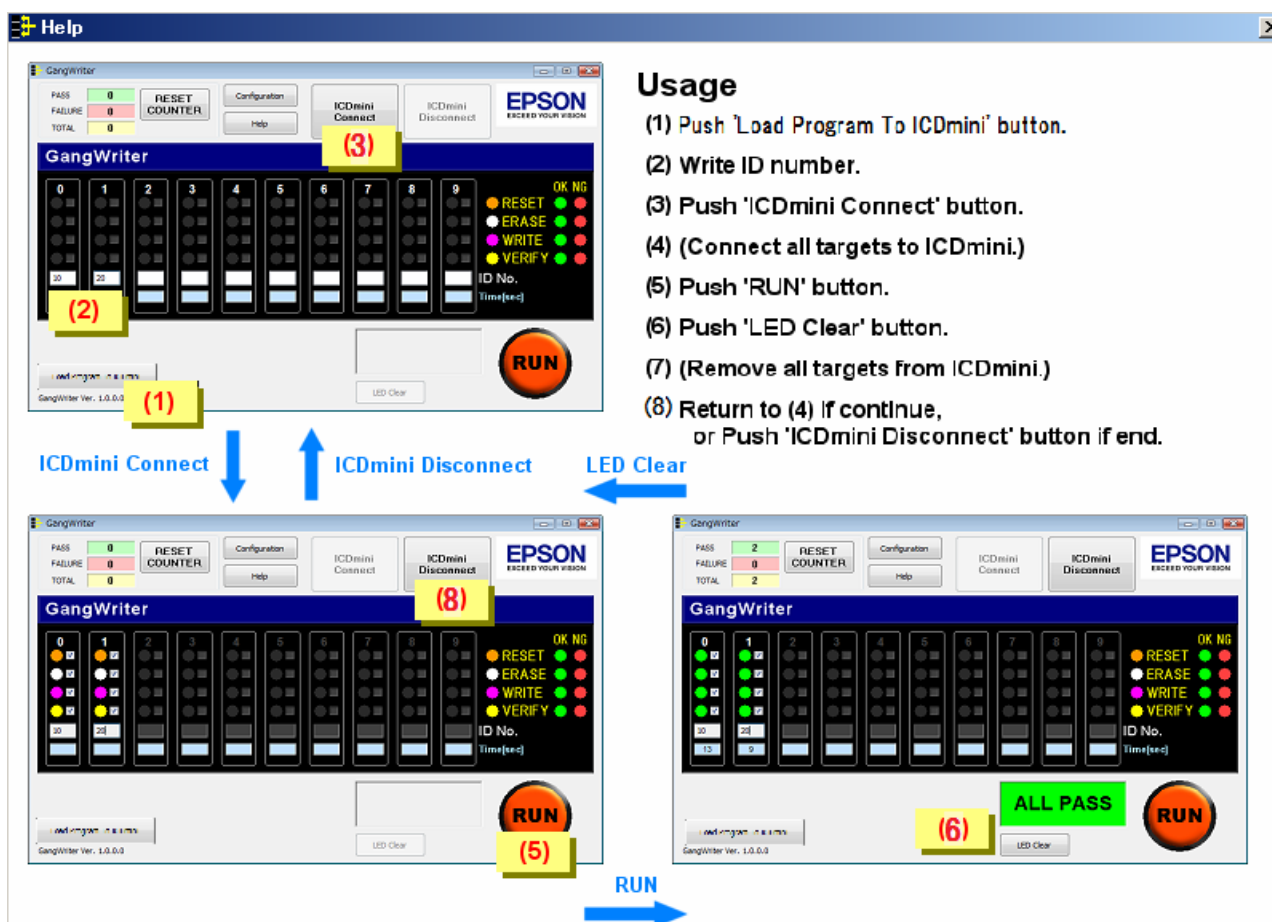 Help
GangWriter
PASS 0
FAILURE 0
TOTAL 0
RESET COUNTER
Configuration
Help
ICDmini Connect
ICDmini Disconnect
EPSON
EXCEED YOUR VISION
(3)
GangWriter
0 1 2 3 4 5 6 7 8 9
OK NG
RESET
ERASE
WRITE
VERIFY
10 20
ID No.
Time(sec)
(2)
RUN
LED Clear
(1)
GangWriter Ver. 1.0.0.0
Usage
(1) Push 'Load Program To ICDmini' button.
(2) Write ID number.
(3) Push 'ICDmini Connect' button.
(4) (Connect all targets to ICDmini.)
(5) Push 'RUN' button.
(6) Push 'LED Clear' button.
(7) (Remove all targets from ICDmini.)
(8) Return to (4) if continue,
or Push 'ICDmini Disconnect' button if end.
ICDmini Connect
ICDmini Disconnect
LED Clear
GangWriter
PASS 0
FAILURE 0
TOTAL 0
RESET COUNTER
Configuration
Help
ICDmini Connect
ICDmini Disconnect
EPSON
EXCEED YOUR VISION
(8)
GangWriter
0 1 2 3 4 5 6 7 8 9
OK NG
RESET
ERASE
WRITE
VERIFY
10 20
ID No.
Time(sec)
RUN
LED Clear
(5)
GangWriter Ver. 1.0.0.0
GangWriter
PASS 2
FAILURE 0
TOTAL 2
RESET COUNTER
Configuration
Help
ICDmini Connect
ICDmini Disconnect
EPSON
EXCEED YOUR VISION
GangWriter
0 1 2 3 4 5 6 7 8 9
OK NG
RESET
ERASE
WRITE
VERIFY
10 20
ID No.
13 9
Time(sec)
ALL PASS
RUN
(6)
LED Clear
GangWriter Ver. 1.0.0.0
RUN